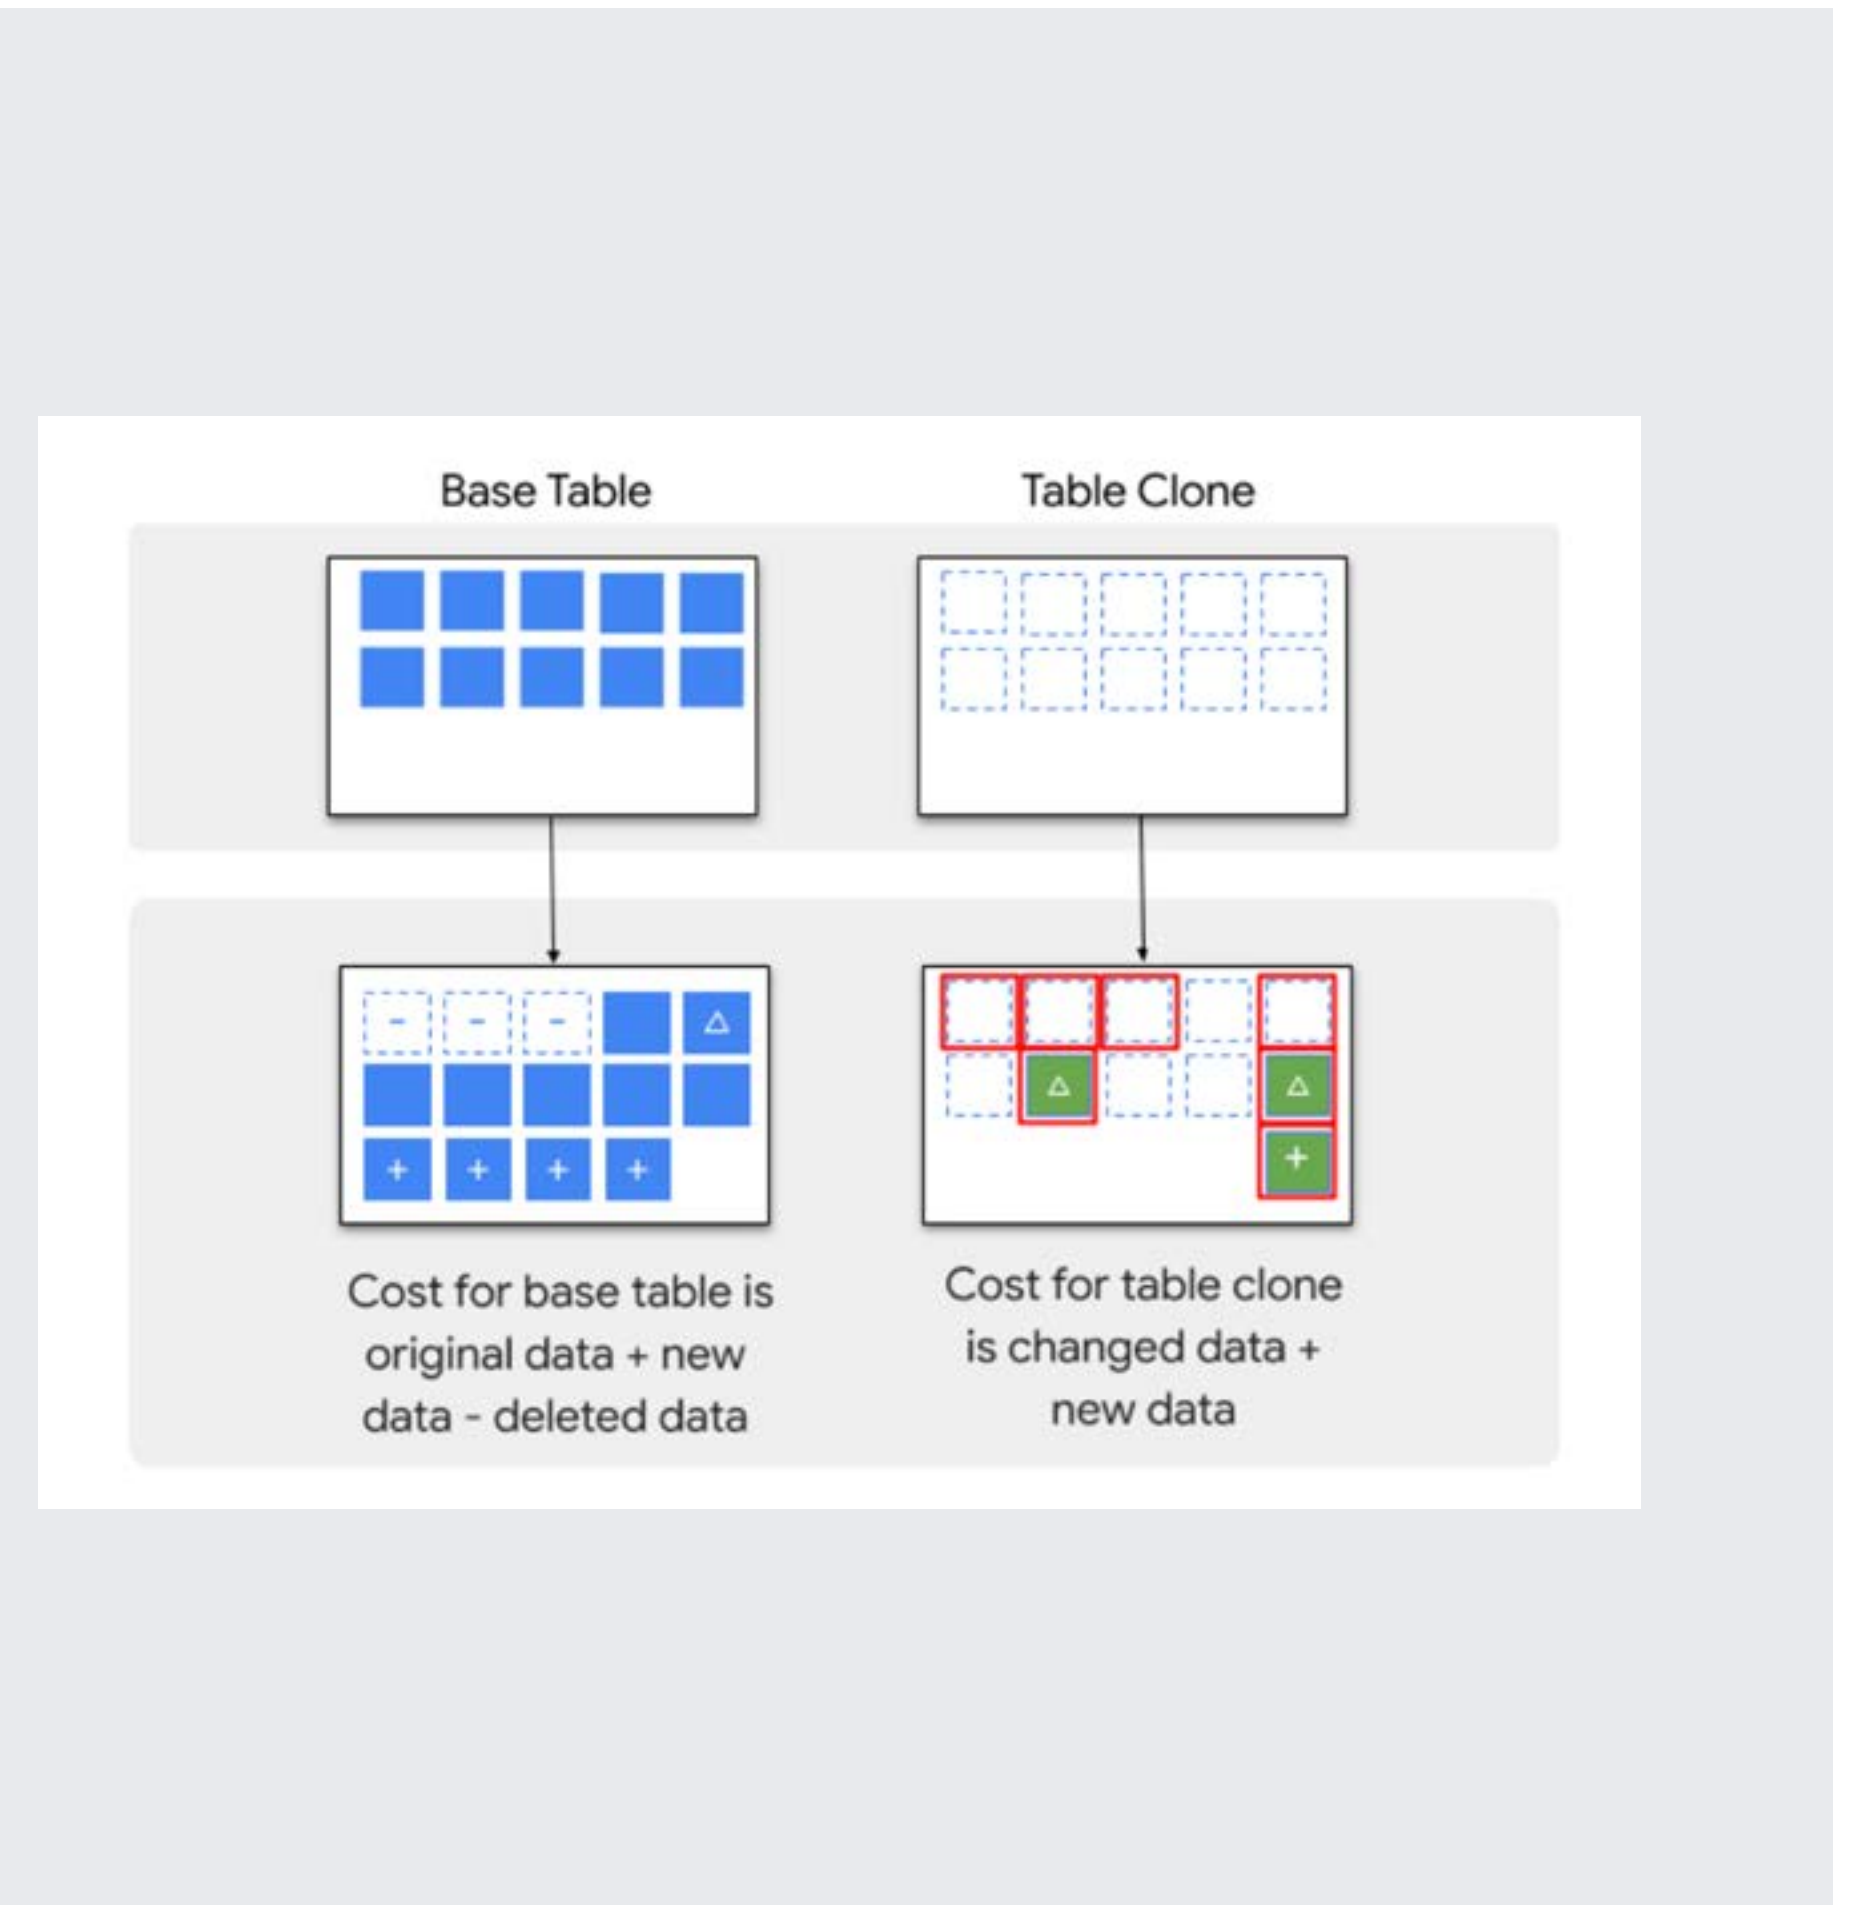 Base Table
Table Clone
- - - △
+ + + +
△ △
+
Cost for base table is
original data + new
data - deleted data
Cost for table clone
is changed data +
new data